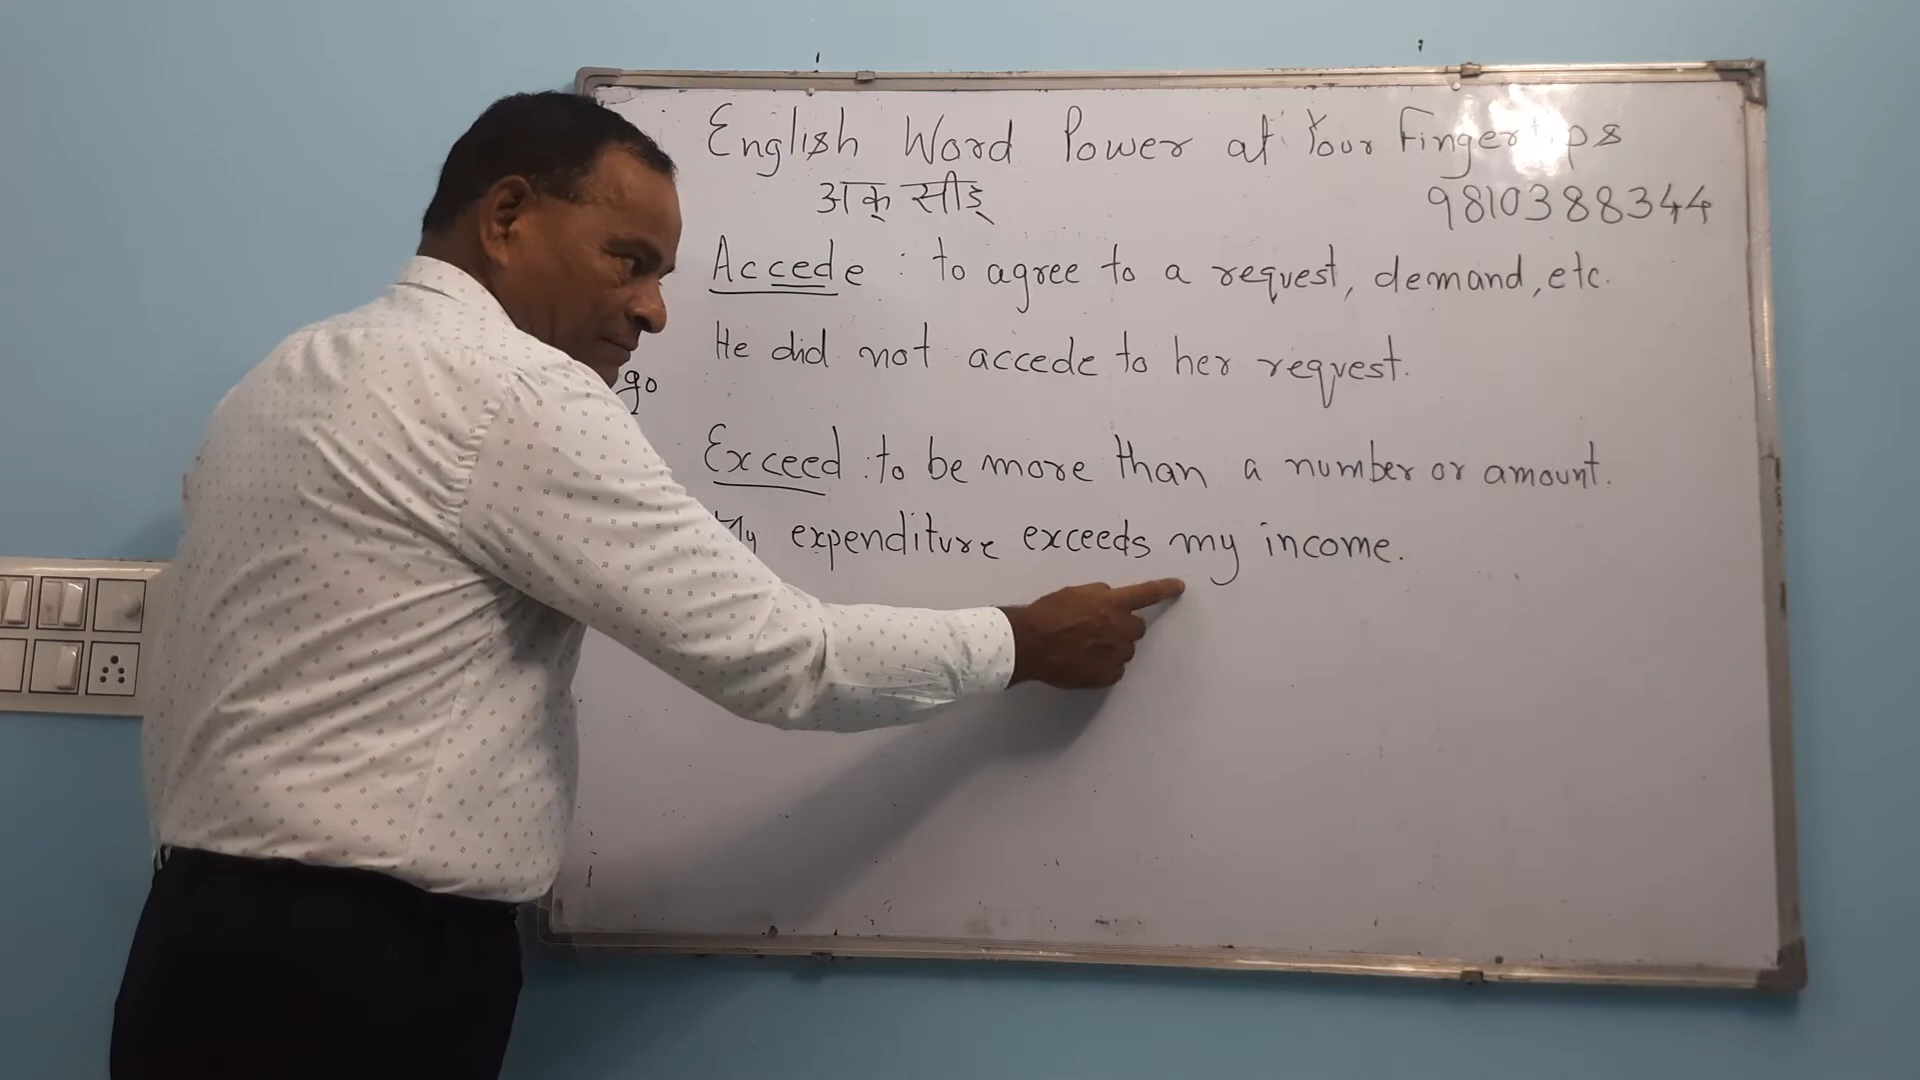 English Word Power at Your Fingertips
अक् सीड्
9810388344
Accede : to agree to a request, demand, etc.
He did not accede to her request.
go
Exceed : to be more than a number or amount.
My expenditure exceeds my income.